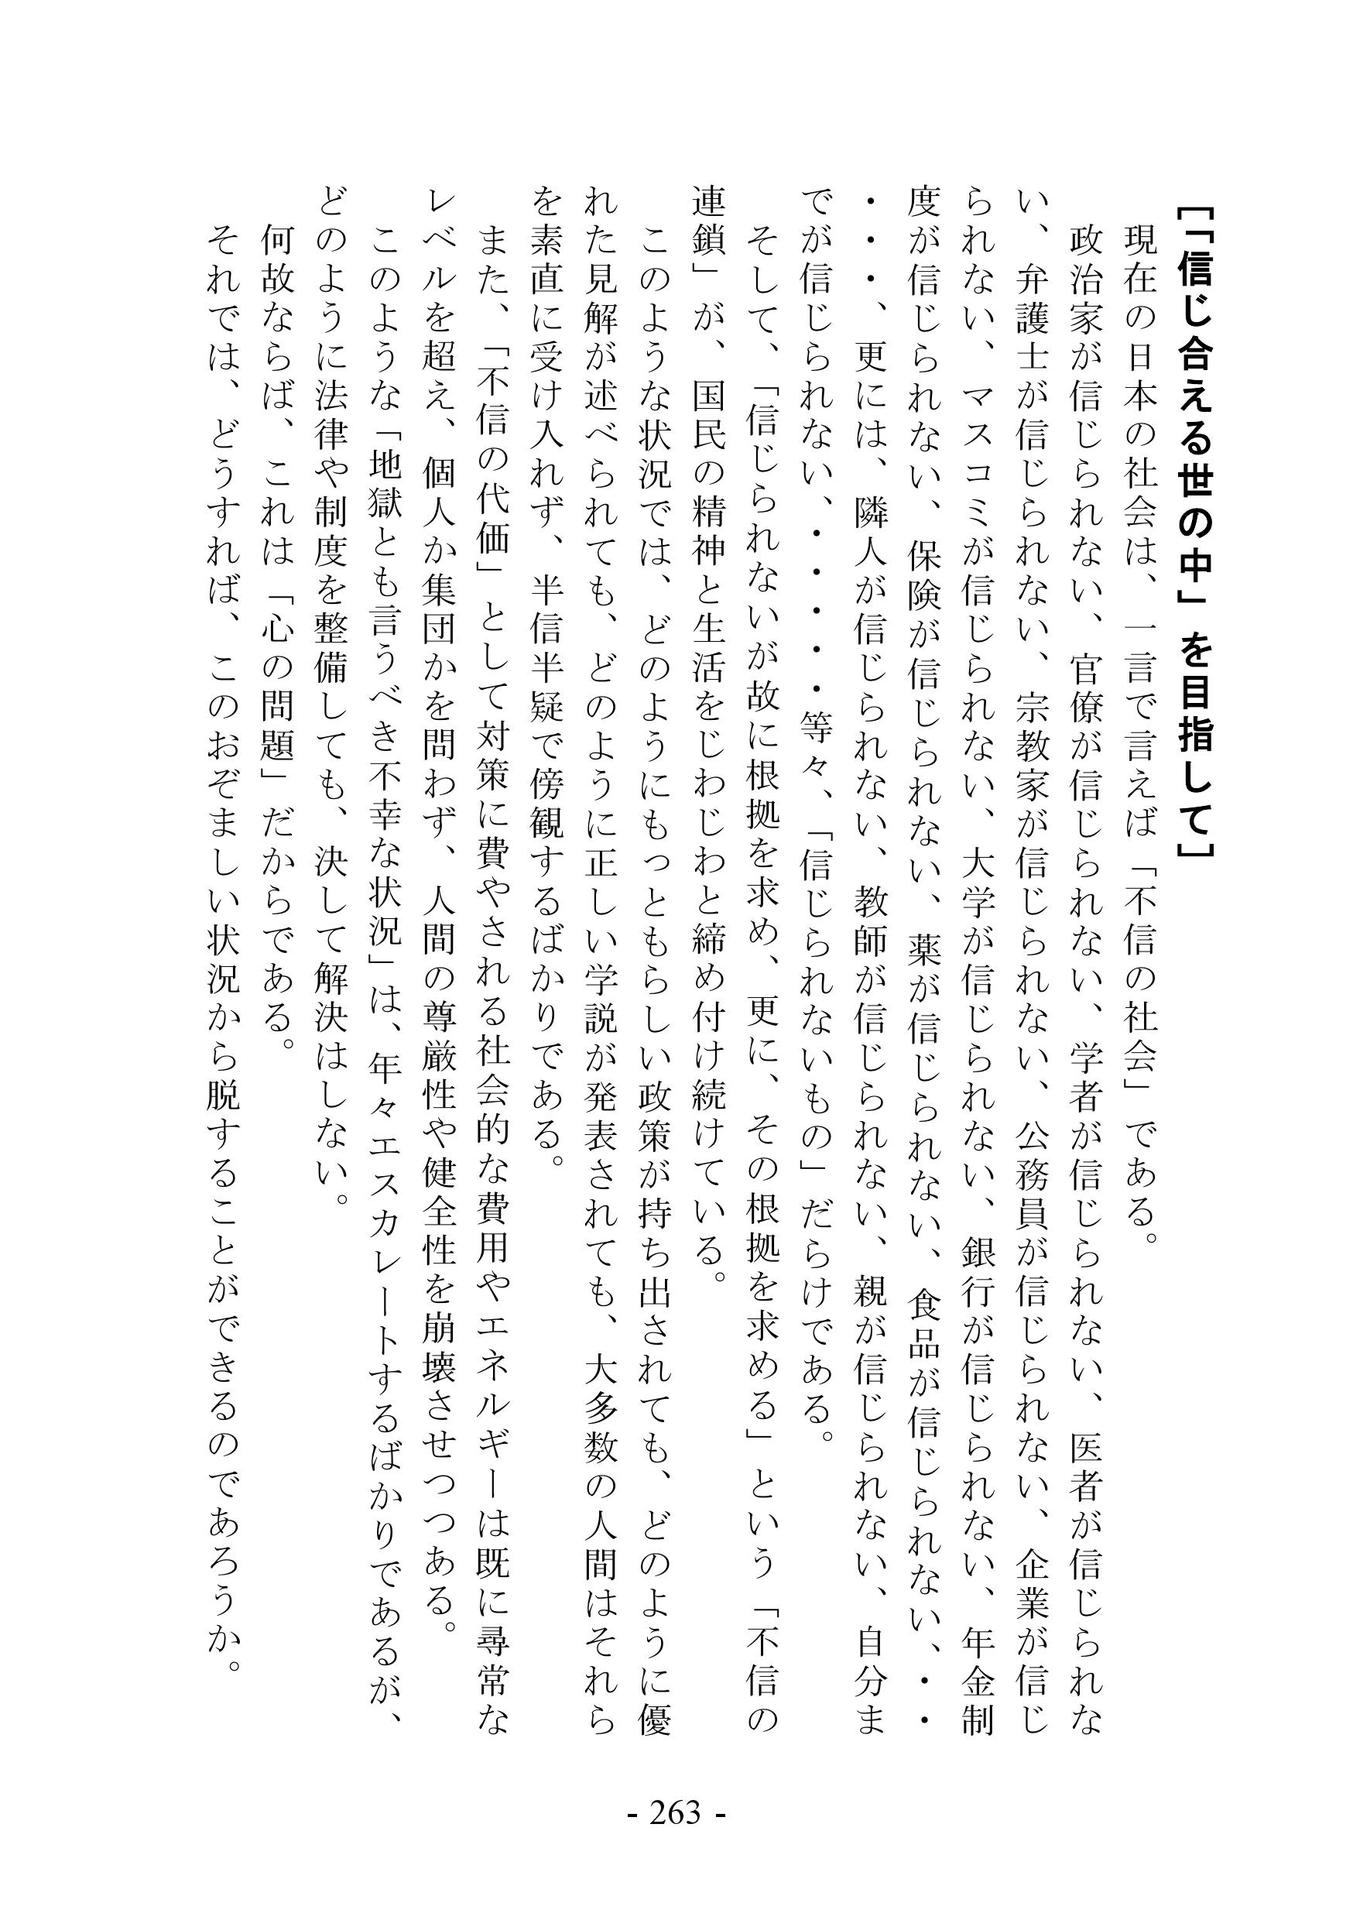 ［「信じ合える世の中」を目指して］
現在の日本の社会は、一言で言えば「不信の社会」である。
政治家が信じられない、官僚が信じられない、学者が信じられない、医者が信じられな
い、弁護士が信じられない、宗教家が信じられない、公務員が信じられない、企業が信じ
られない、マスコミが信じられない、大学が信じられない、銀行が信じられない、年金制
度が信じられない、保険が信じられない、薬が信じられない、食品が信じられない、・・
・・・、更には、隣人が信じられない、教師が信じられない、親が信じられない、自分ま
でが信じられない、・・・・・等々、「信じられないもの」だらけである。
そして、「信じられないが故に根拠を求め、更に、その根拠を求める」という「不信の
連鎖」が、国民の精神と生活をじわじわと締め付け続けている。
このような状況では、どのようにもっともらしい政策が持ち出されても、どのように優
れた見解が述べられても、どのように正しい学説が発表されても、大多数の人間はそれら
を素直に受け入れず、半信半疑で傍観するばかりである。
また、「不信の代価」として対策に費やされる社会的な費用やエネルギーは既に尋常な
レベルを超え、個人か集団かを問わず、人間の尊厳性や健全性を崩壊させつつある。
このような「地獄とも言うべき不幸な状況」は、年々エスカレートするばかりであるが、
どのように法律や制度を整備しても、決して解決はしない。
何故ならば、これは「心の問題」だからである。
それでは、どうすれば、このおぞましい状況から脱することができるのであろうか。
- 263 -